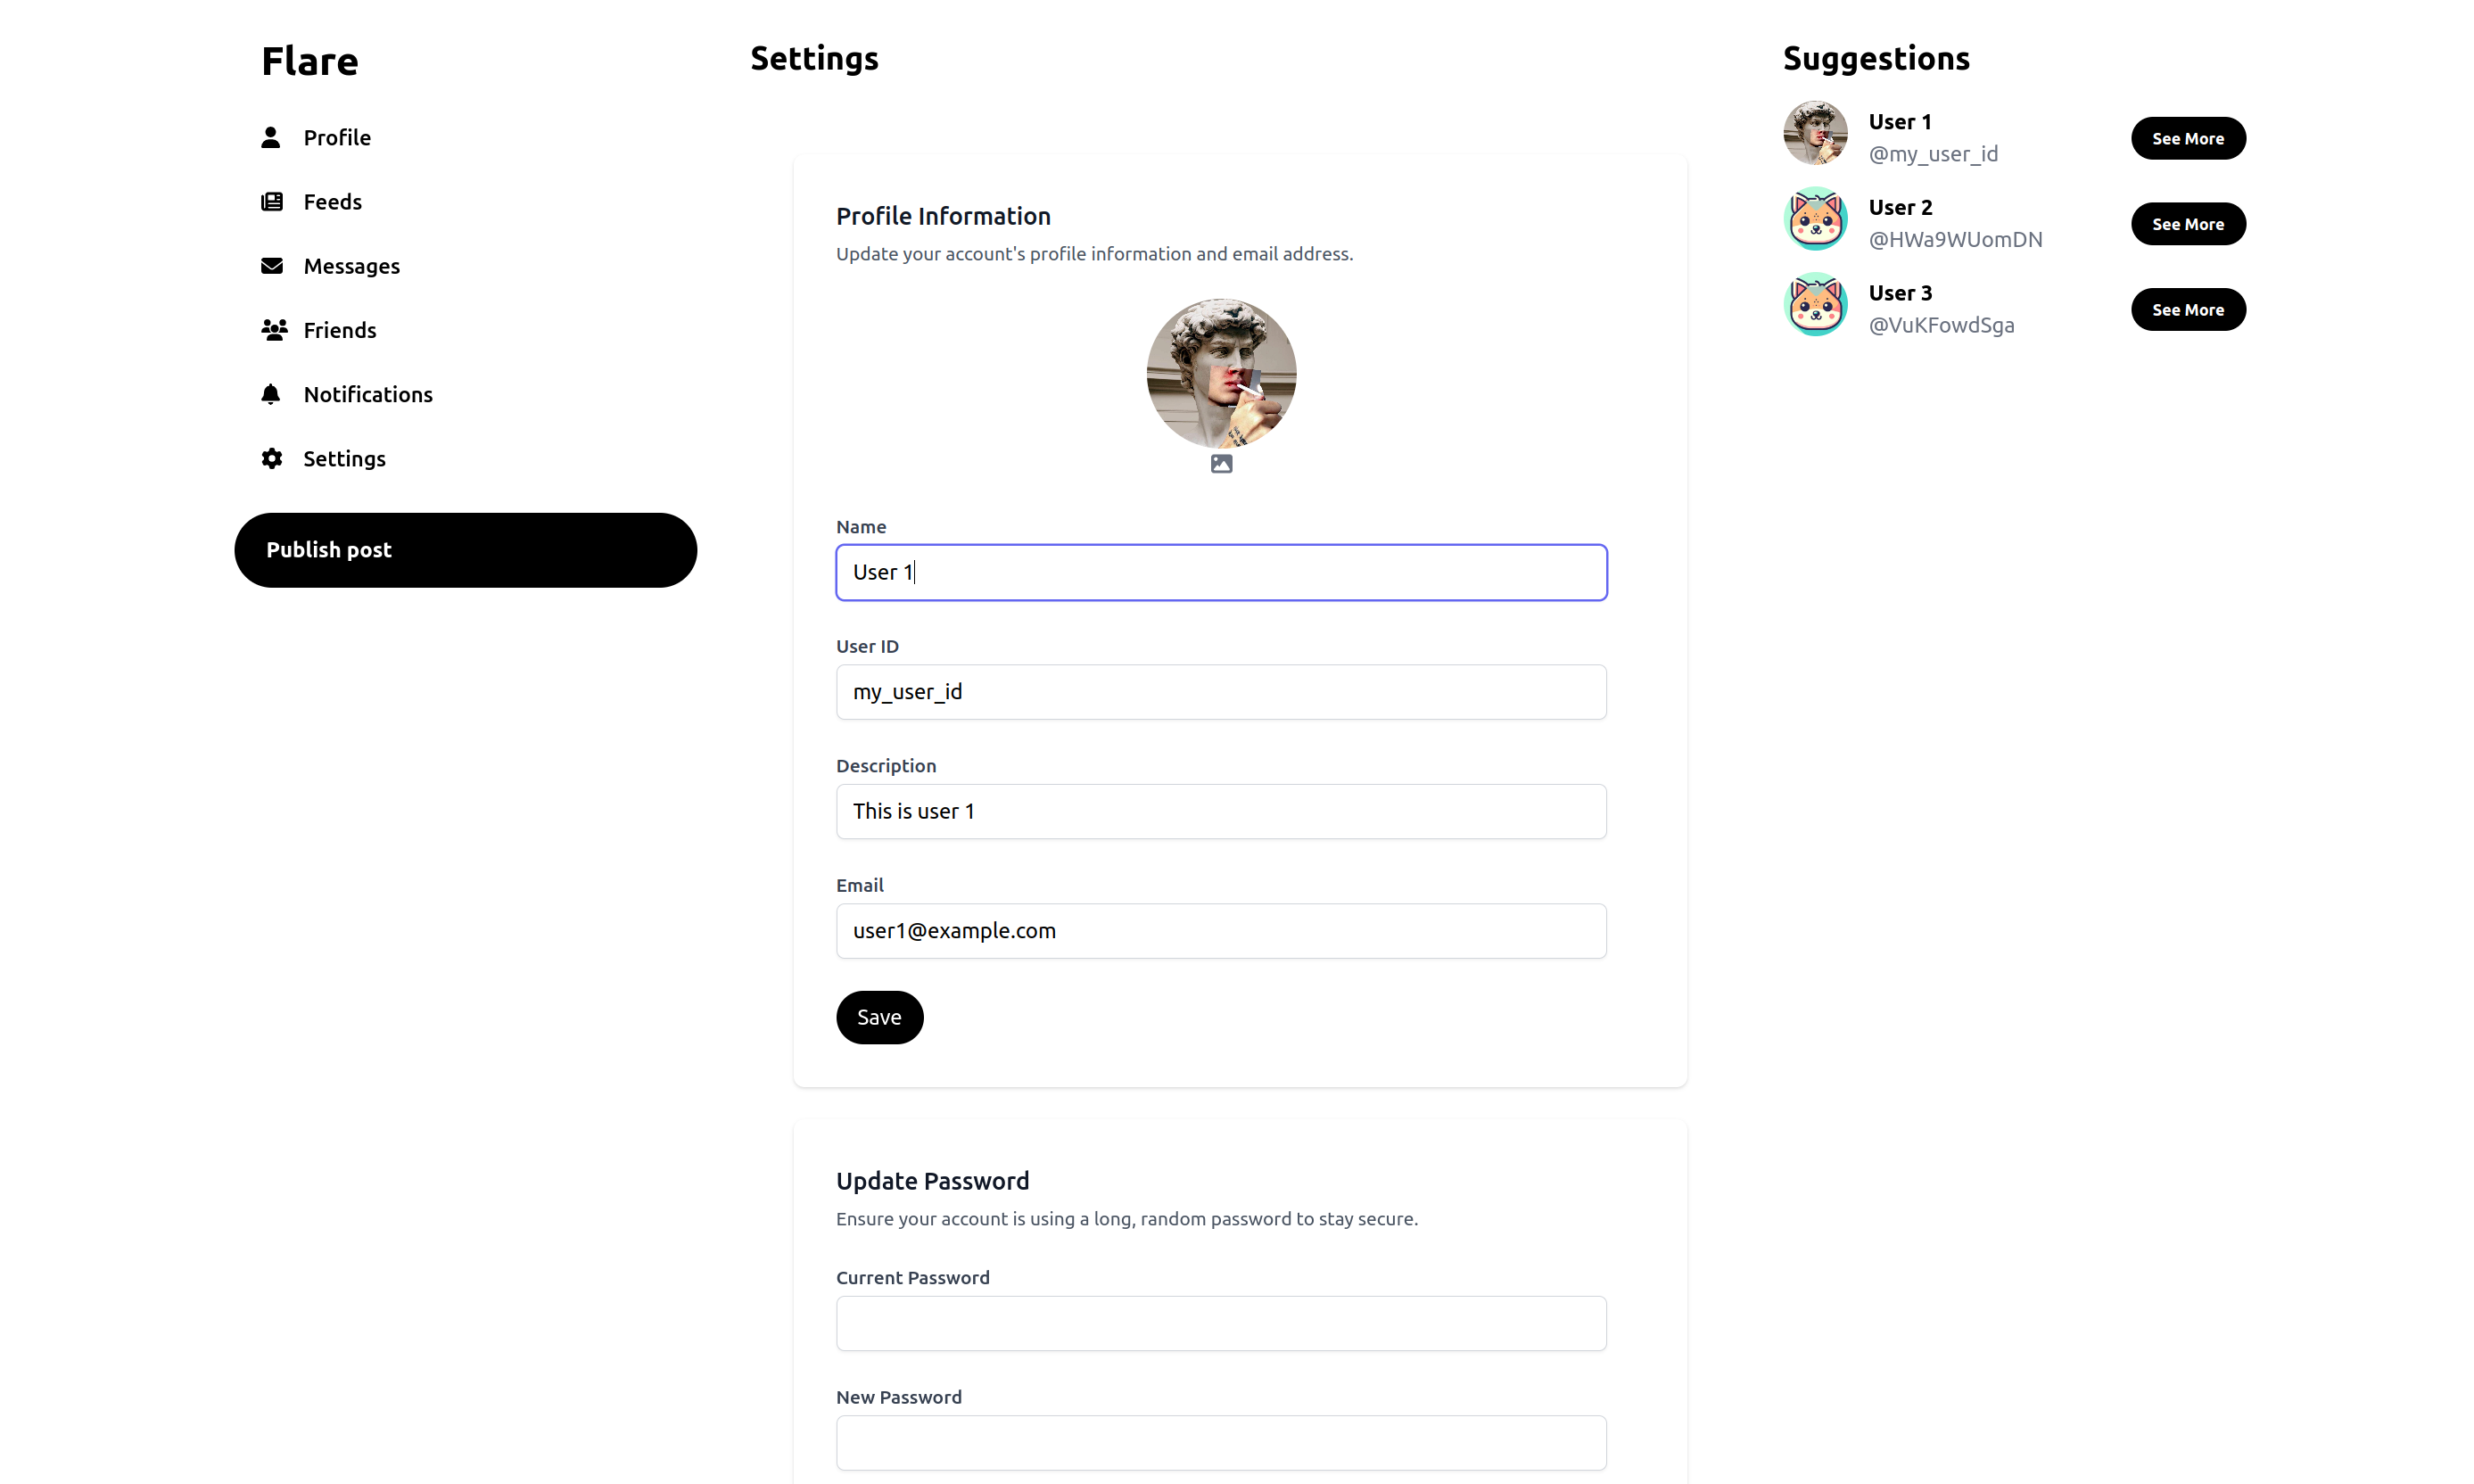 Flare
Profile
Feeds
Messages
Friends
Notifications
Settings
Publish post
Settings
Profile Information
Update your account's profile information and email address.
Name
User 1
User ID
my_user_id
Description
This is user 1
Email
user1@example.com
Save
Update Password
Ensure your account is using a long, random password to stay secure.
Current Password
New Password
Suggestions
User 1
@my_user_id
See More
User 2
@HWa9WUomDN
See More
User 3
@VuKFowdSga
See More